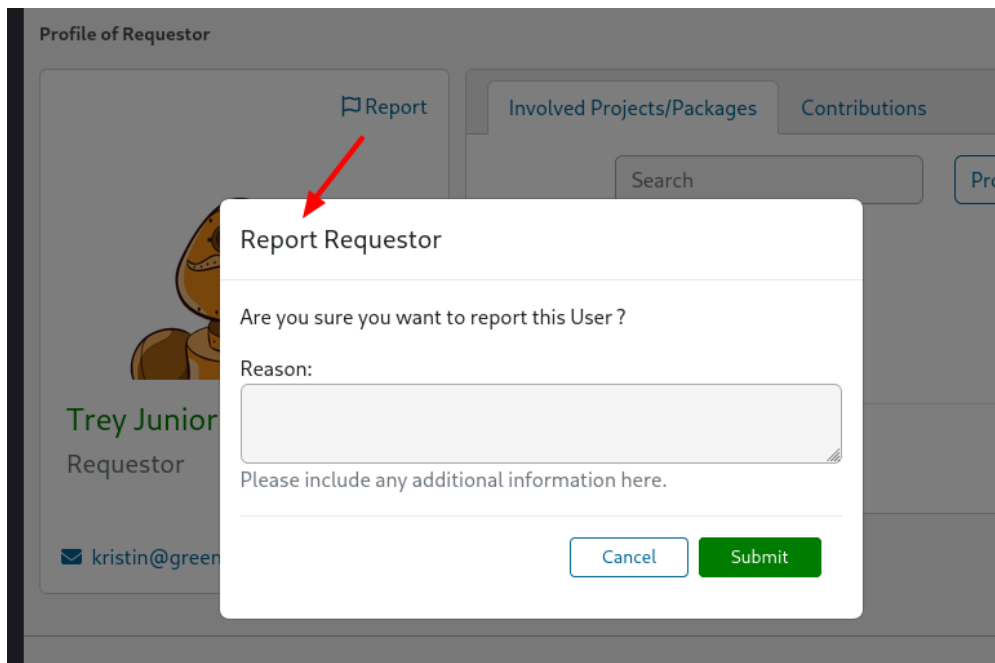 Profile of Requestor
Report
Involved Projects/Packages
Contributions
Search
Report Requestor
Are you sure you want to report this User ?
Reason:
Please include any additional information here.
Cancel
Submit
Trey Junior
Requestor